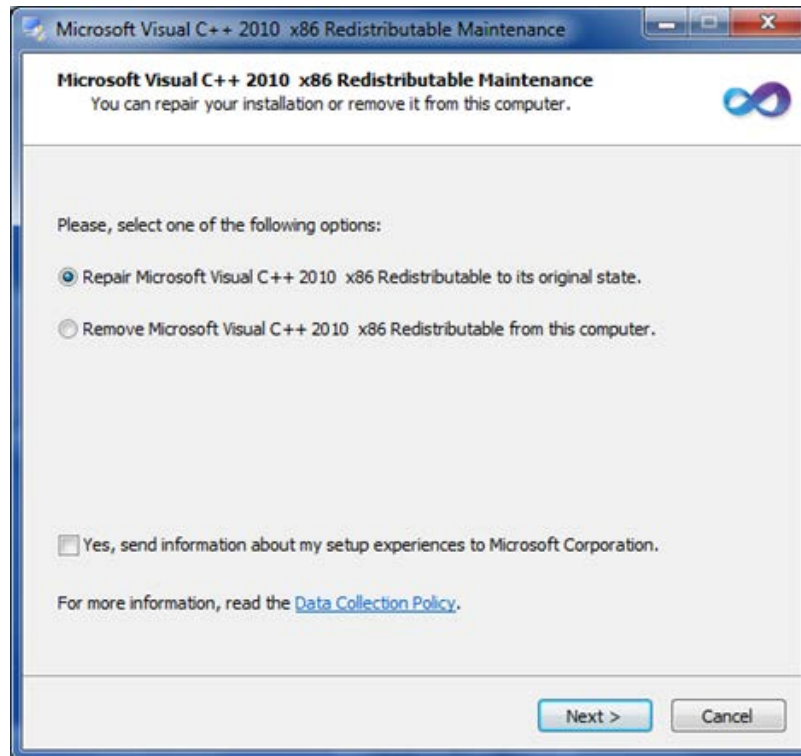 Microsoft Visual C++ 2010  x86 Redistributable Maintenance
Microsoft Visual C++ 2010  x86 Redistributable Maintenance
You can repair your installation or remove it from this computer.
Please, select one of the following options:
Repair Microsoft Visual C++ 2010  x86 Redistributable to its original state.
Remove Microsoft Visual C++ 2010  x86 Redistributable from this computer.
Yes, send information about my setup experiences to Microsoft Corporation.
For more information, read the Data Collection Policy.
Next > Cancel